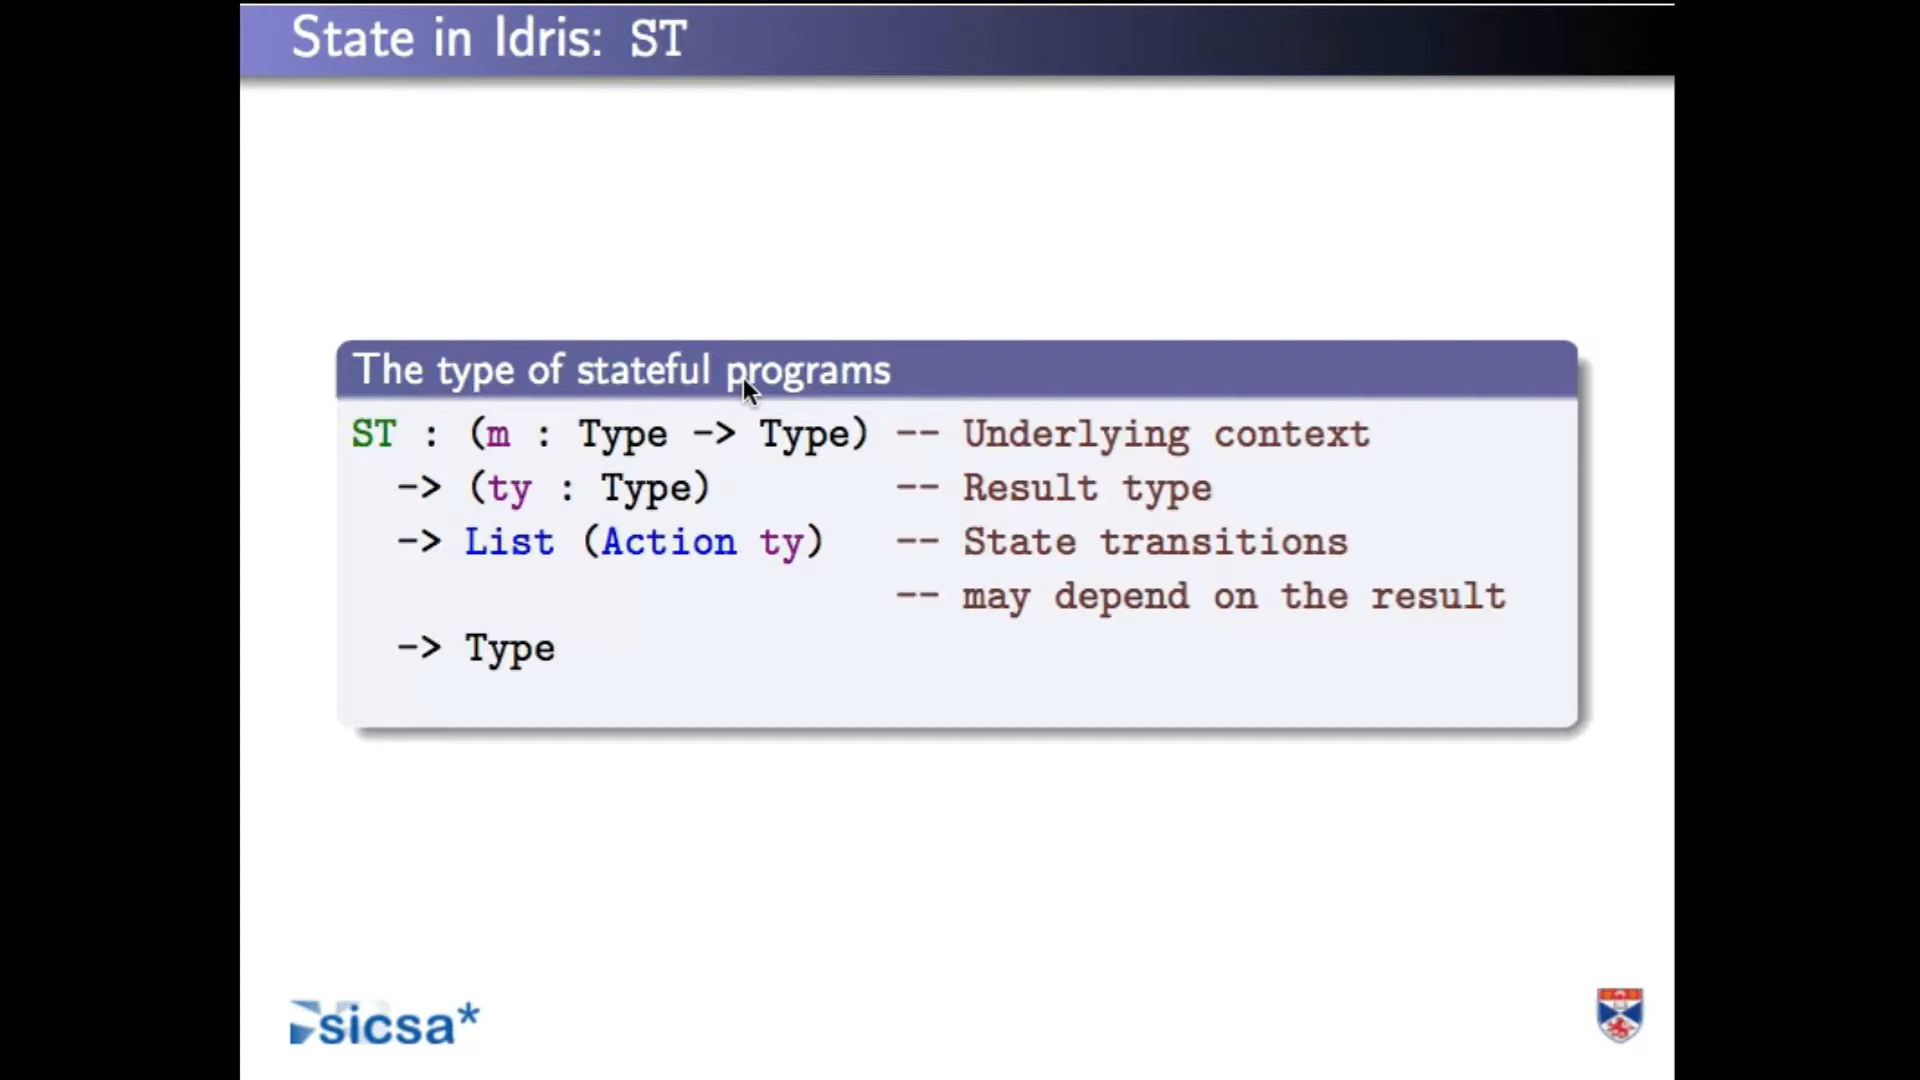 State in Idris: ST
The type of stateful programs
ST : (m : Type -> Type) -- Underlying context
-> (ty : Type) -- Result type
-> List (Action ty) -- State transitions
-- may depend on the result
-> Type
sicsa*